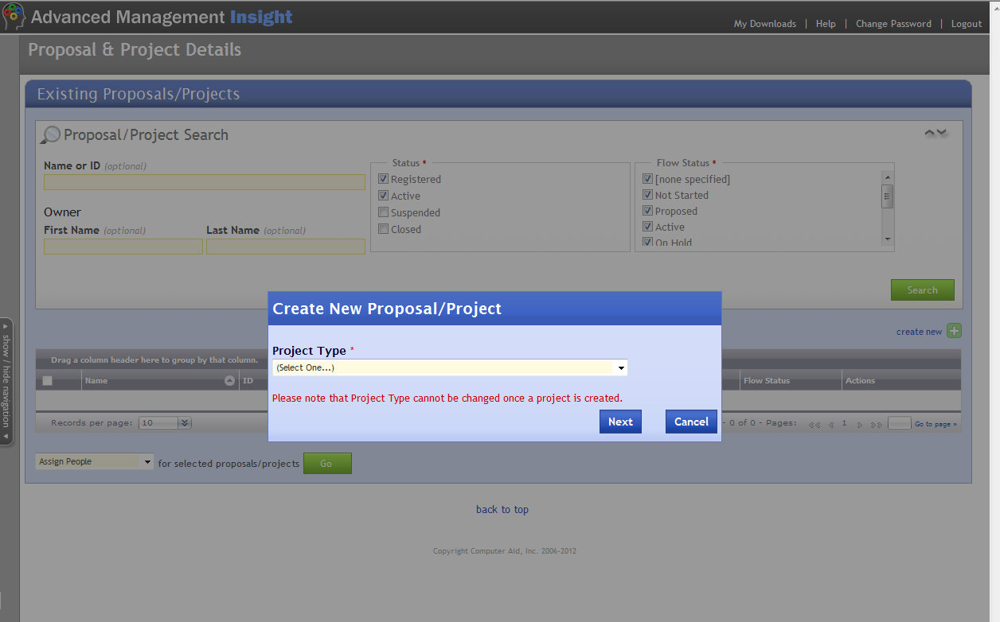 Advanced Management Insight
My Downloads | Help | Change Password | Logout
Proposal & Project Details
Existing Proposals/Projects
Proposal/Project Search
Name or ID (optional)
Owner
First Name (optional)
Last Name (optional)
Status *
Registered
Active
Suspended
Closed
Flow Status *
[none specified]
Not Started
Proposed
Active
On Hold
Search
create new
Create New Proposal/Project
Project Type *
(Select One...)
Please note that Project Type cannot be changed once a project is created.
Next
Cancel
Drag a column header here to group by that column.
Name
ID
Flow Status
Actions
Records per page: 10
- 0 of 0 - Pages:
1
Go to page »
Assign People
for selected proposals/projects
Go
show / hide navigation
back to top
Copyright Computer Aid, Inc. 2006-2012